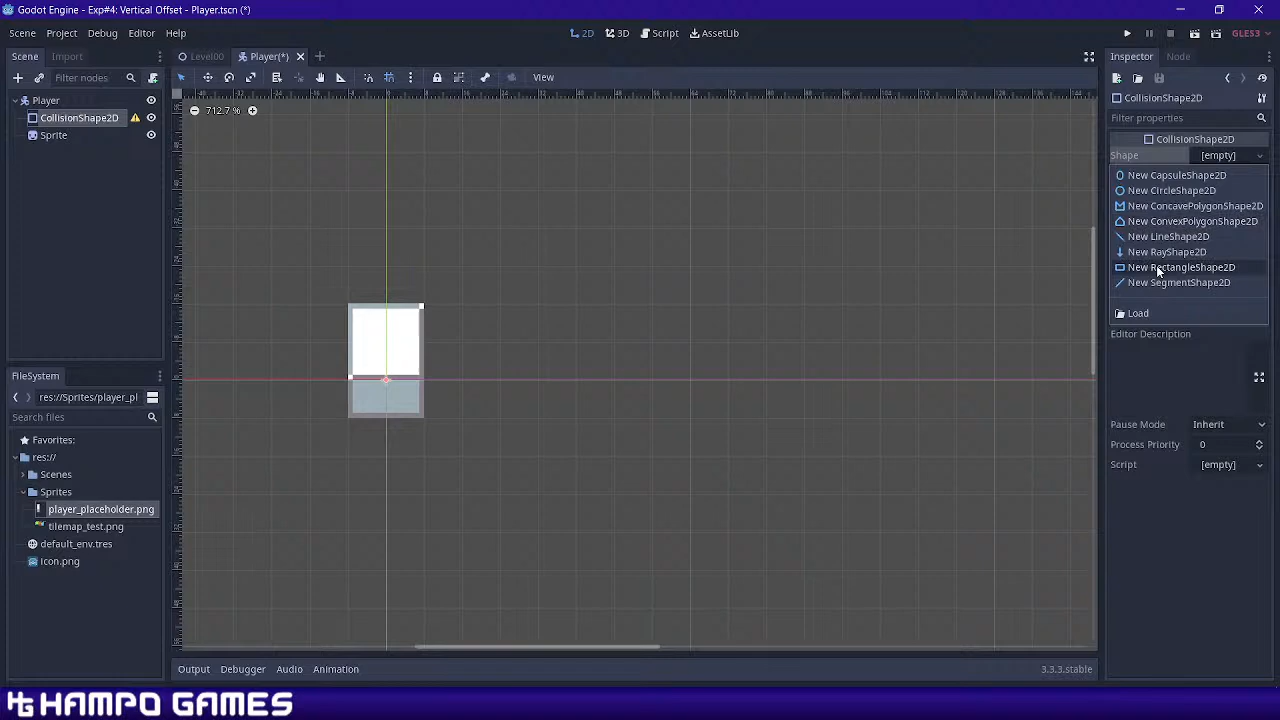 Godot Engine - Exp#4: Vertical Offset - Player.tscn (*)
Scene Project Debug Editor Help
2D 3D Script AssetLib
GLES3
Scene Import
Level00 Player(*)
Inspector Node
Filter nodes
View
Player
CollisionShape2D
Sprite
712.7 %
CollisionShape2D
Filter properties
CollisionShape2D
Shape [empty]
New CapsuleShape2D
New CircleShape2D
New ConcavePolygonShape2D
New ConvexPolygonShape2D
New LineShape2D
New RayShape2D
New RectangleShape2D
New SegmentShape2D
Load
Editor Description
Pause Mode Inherit
Process Priority 0
Script [empty]
FileSystem
res://Sprites/player_pl
Search files
Favorites:
res://
Scenes
Sprites
player_placeholder.png
tilemap_test.png
default_env.tres
icon.png
Output Debugger Audio Animation
3.3.3.stable
HAMPO GAMES